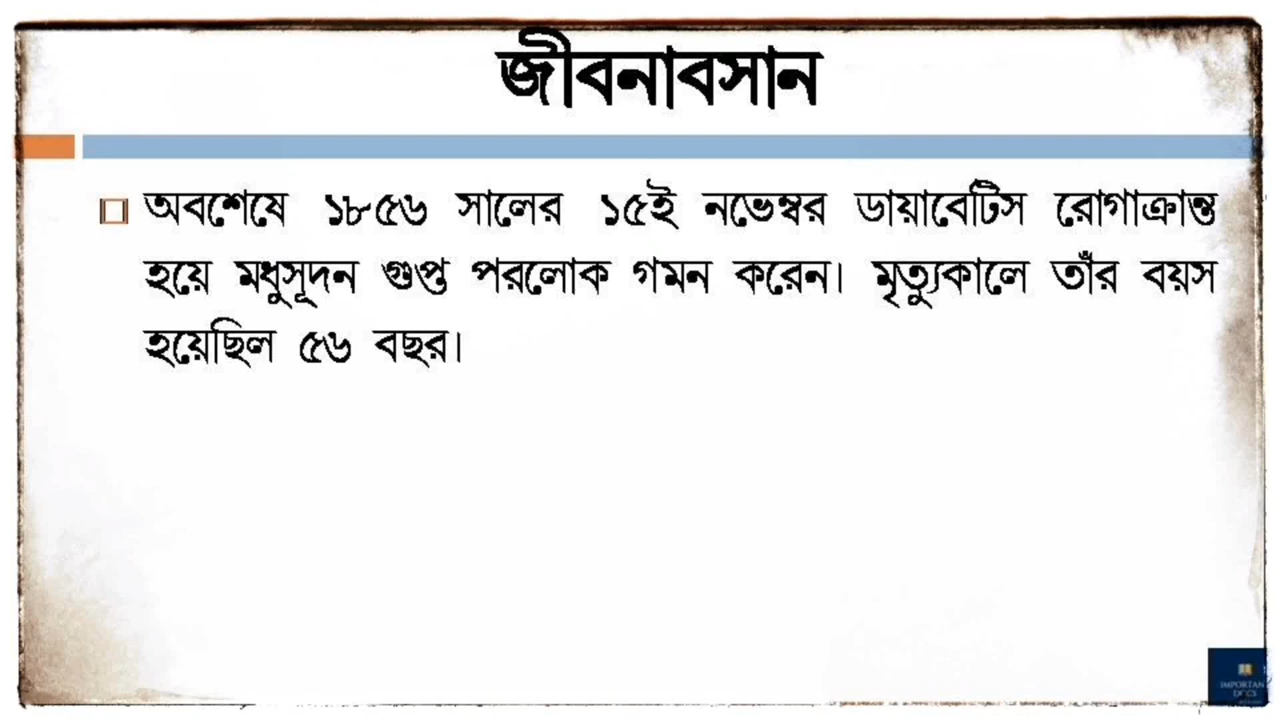 জীবনাবসান
অবশেষে ১৮৫৬ সালের ১৫ই নভেম্বর ডায়াবেটিস রোগাক্রান্ত
হয়ে মধুসূদন গুপ্ত পরলোক গমন করেন। মৃত্যুকালে তাঁর বয়স
হয়েছিল ৫৬ বছর।